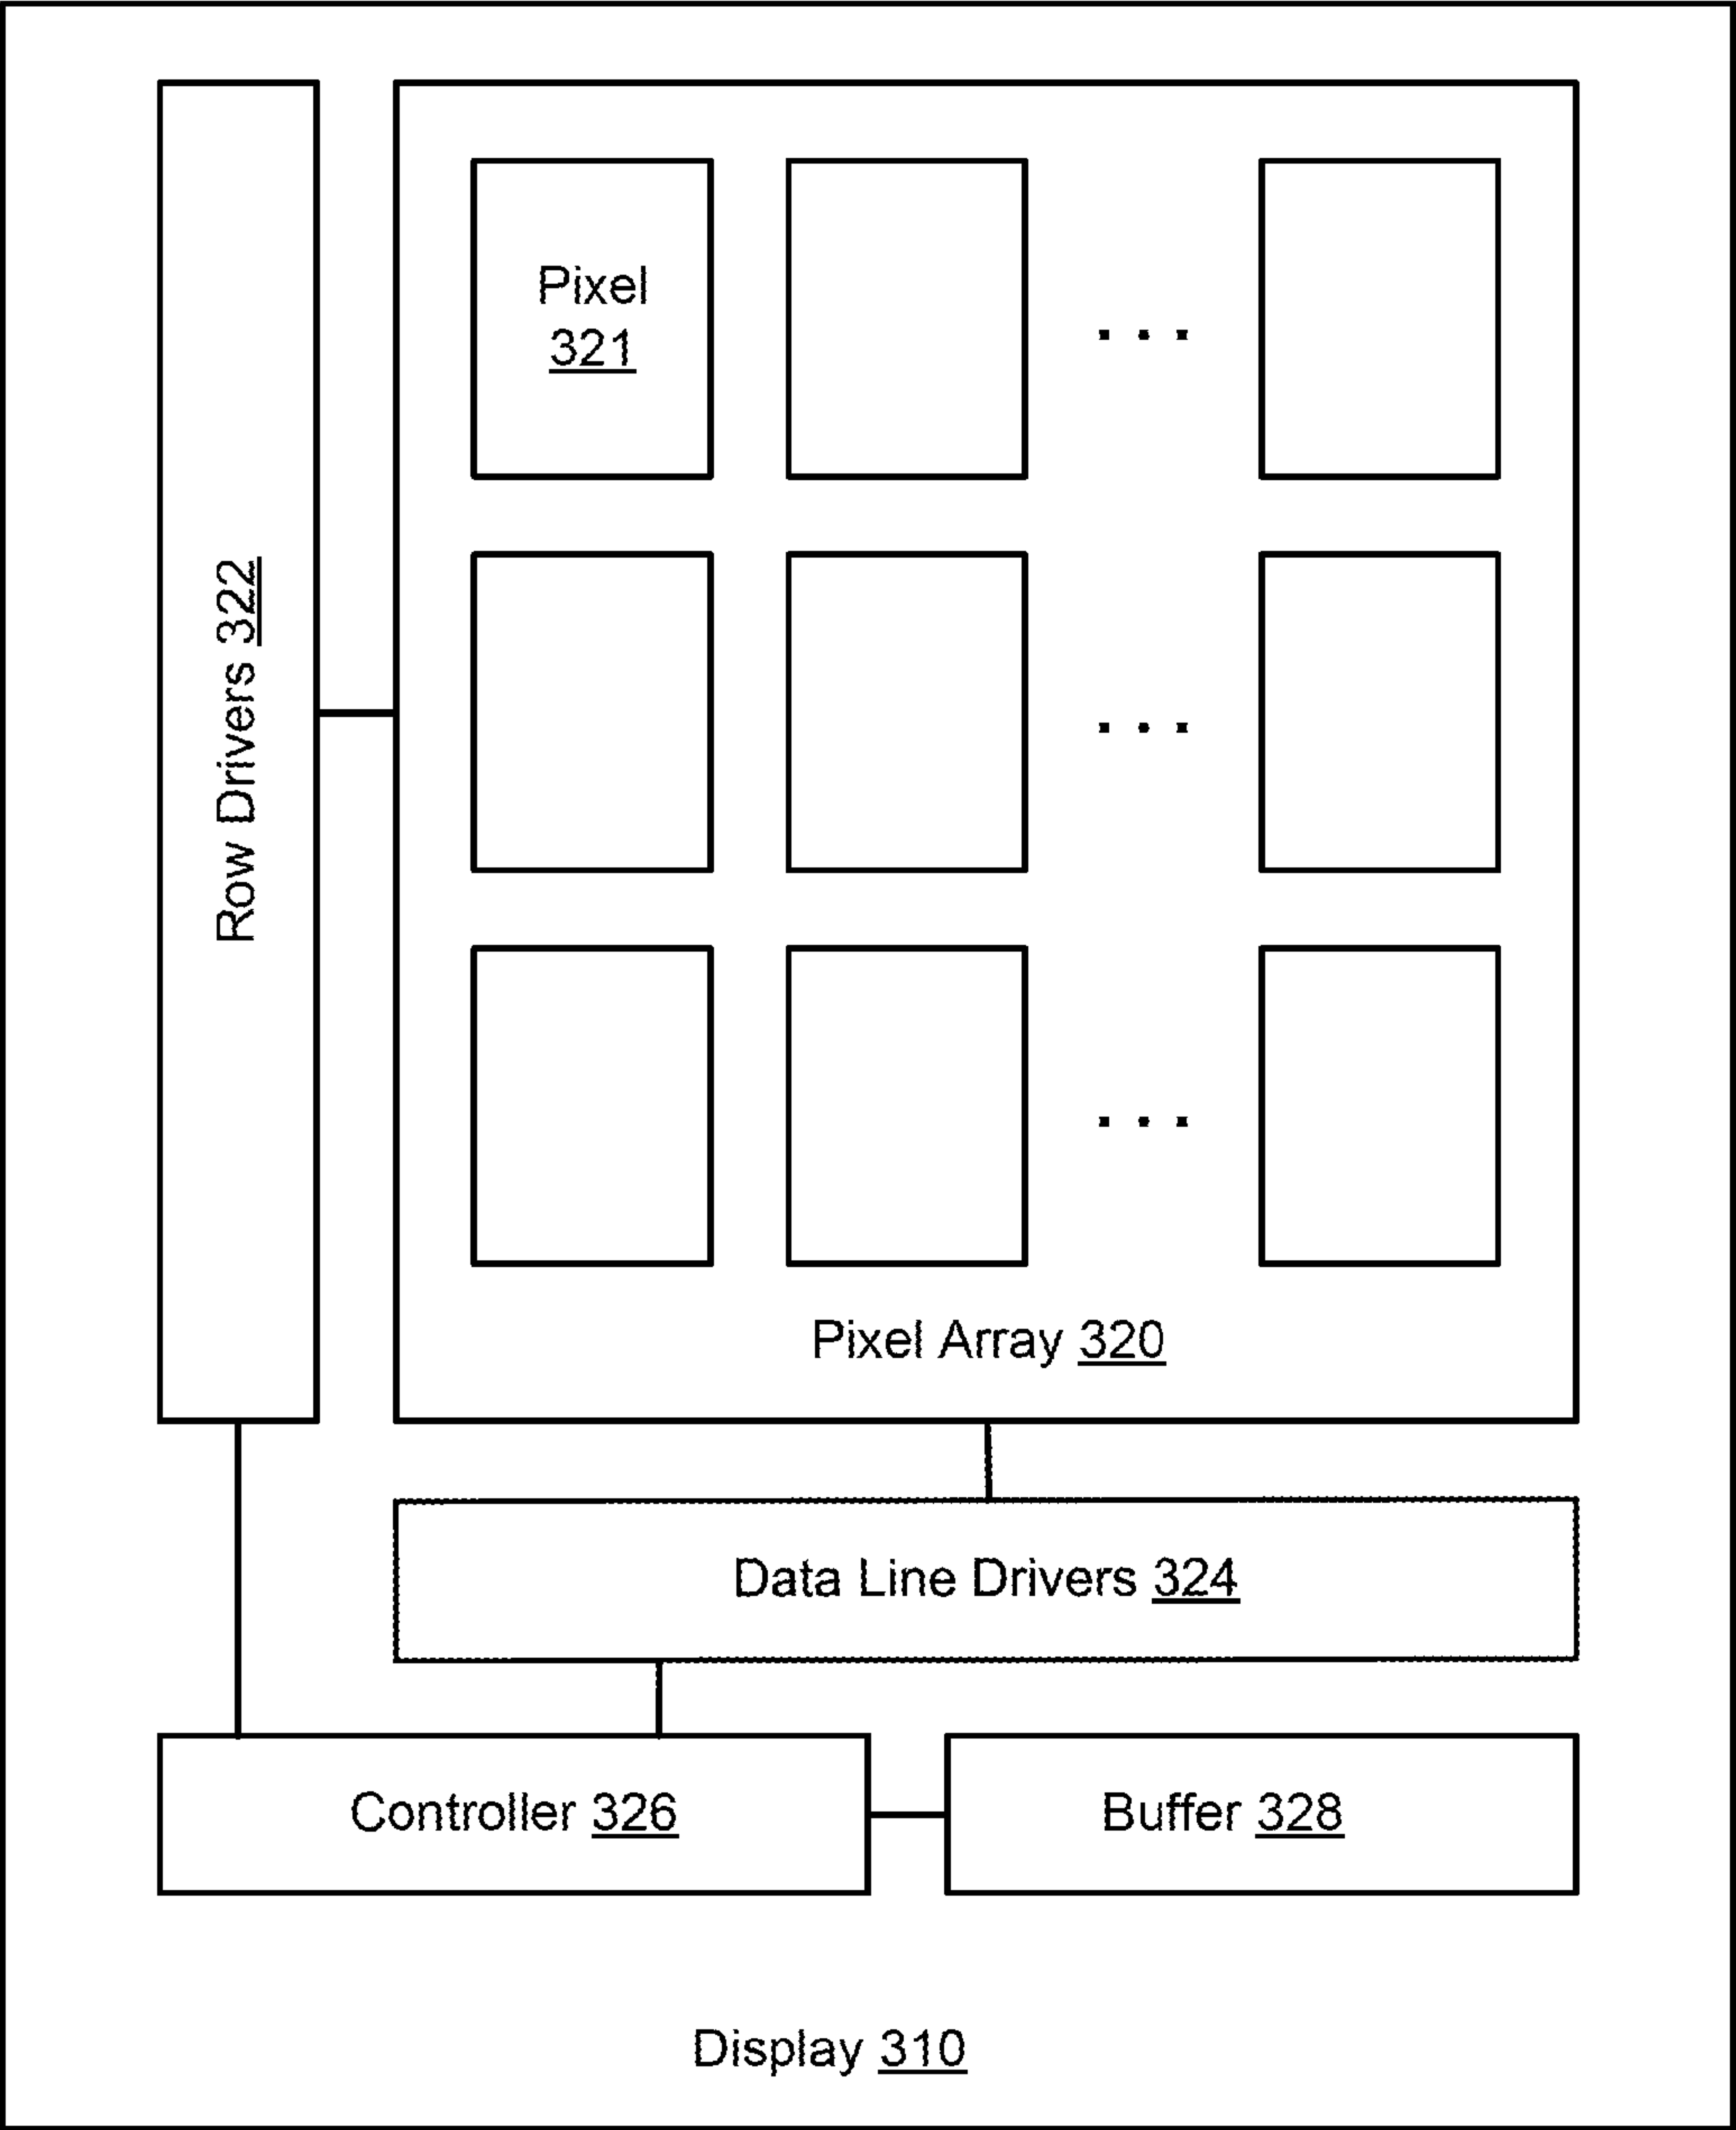 Pixel
321
Row Drivers 322
. . .
. . .
. . .
Pixel Array 320
Data Line Drivers 324
Controller 326
Buffer 328
Display 310